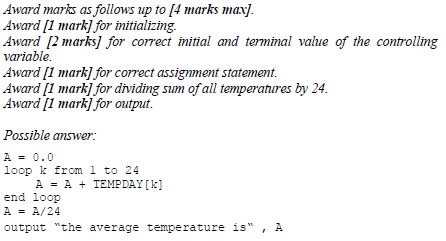 Award marks as follows up to [4 marks max].
Award [1 mark] for initializing.
Award [2 marks] for correct initial and terminal value of the controlling
variable.
Award [1 mark] for correct assignment statement.
Award [1 mark] for dividing sum of all temperatures by 24.
Award [1 mark] for output.
Possible answer:
A = 0.0
loop k from 1 to 24
A = A + TEMPDAY[k]
end loop
A = A/24
output "the average temperature is" , A